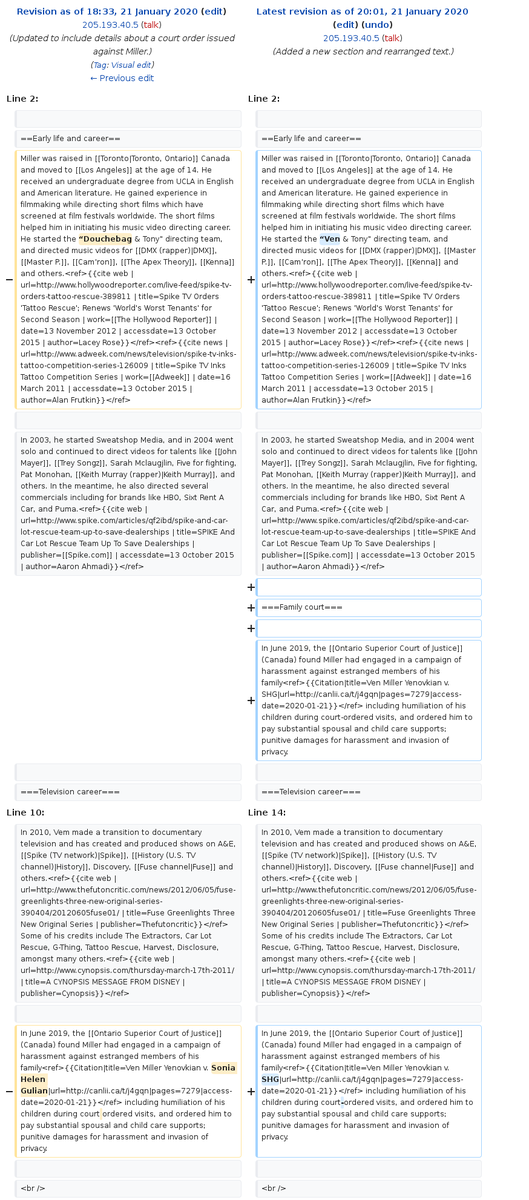 Revision as of 18:33, 21 January 2020 (edit)
205.193.40.5 (talk)
(Updated to include details about a court order issued
against Miller.)
(Tag: Visual edit)
← Previous edit
Latest revision as of 20:01, 21 January 2020
(edit) (undo)
205.193.40.5 (talk)
(Added a new section and rearranged text.)
Line 2:
Line 2:
==Early life and career==
==Early life and career==
−
Miller was raised in [[Toronto|Toronto, Ontario]] Canada
and moved to [[Los Angeles]] at the age of 14. He
received an undergraduate degree from UCLA in English
and American literature. He gained experience in
filmmaking while directing short films which have
screened at film festivals worldwide. The short films
helped him in initiating his music video directing career.
He started the “Douchebag & Tony” directing team, and
directed music videos for [[DMX (rapper)|DMX]],
[[Master P.]], [[Cam'ron]], [[The Apex Theory]], [[Kenna]]
and others.<ref>{{cite web |
url=http://www.hollywoodreporter.com/live-feed/spike-tv-
orders-tattoo-rescue-389811 | title=Spike TV Orders
'Tattoo Rescue'; Renews 'World's Worst Tenants' for
Second Season | work=[[The Hollywood Reporter]] |
date=13 November 2012 | accessdate=13 October
2015 | author=Lacey Rose}}</ref><ref>{{cite news |
url=http://www.adweek.com/news/television/spike-tv-inks-
tattoo-competition-series-126009 | title=Spike TV Inks
Tattoo Competition Series | work=[[Adweek]] | date=16
March 2011 | accessdate=13 October 2015 |
author=Alan Frutkin}}</ref>
+
Miller was raised in [[Toronto|Toronto, Ontario]] Canada
and moved to [[Los Angeles]] at the age of 14. He
received an undergraduate degree from UCLA in English
and American literature. He gained experience in
filmmaking while directing short films which have
screened at film festivals worldwide. The short films
helped him in initiating his music video directing career.
He started the “Ven & Tony” directing team, and
directed music videos for [[DMX (rapper)|DMX]], [[Master
P.]], [[Cam'ron]], [[The Apex Theory]], [[Kenna]] and
others.<ref>{{cite web |
url=http://www.hollywoodreporter.com/live-feed/spike-tv-
orders-tattoo-rescue-389811 | title=Spike TV Orders
'Tattoo Rescue'; Renews 'World's Worst Tenants' for
Second Season | work=[[The Hollywood Reporter]] |
date=13 November 2012 | accessdate=13 October
2015 | author=Lacey Rose}}</ref><ref>{{cite news |
url=http://www.adweek.com/news/television/spike-tv-inks-
tattoo-competition-series-126009 | title=Spike TV Inks
Tattoo Competition Series | work=[[Adweek]] | date=16
March 2011 | accessdate=13 October 2015 |
author=Alan Frutkin}}</ref>
In 2003, he started Sweatshop Media, and in 2004 went
solo and continued to direct videos for talents like [[John
Mayer]], [[Trey Songz]], Sarah Mclaugjlin, Five for fighting,
Pat Monohan, [[Keith Murray (rapper)|Keith Murray]], and
others. In the meantime, he also directed several
commercials including for brands like HBO, Sixt Rent A
Car, and Puma.<ref>{{cite web |
url=http://www.spike.com/articles/qf2ibd/spike-and-car-
lot-rescue-team-up-to-save-dealerships | title=SPIKE And
Car Lot Rescue Team Up To Save Dealerships |
publisher=[[Spike.com]] | accessdate=13 October 2015
| author=Aaron Ahmadi}}</ref>
In 2003, he started Sweatshop Media, and in 2004 went
solo and continued to direct videos for talents like [[John
Mayer]], [[Trey Songz]], Sarah Mclaugjlin, Five for fighting,
Pat Monohan, [[Keith Murray (rapper)|Keith Murray]], and
others. In the meantime, he also directed several
commercials including for brands like HBO, Sixt Rent A
Car, and Puma.<ref>{{cite web |
url=http://www.spike.com/articles/qf2ibd/spike-and-car-
lot-rescue-team-up-to-save-dealerships | title=SPIKE And
Car Lot Rescue Team Up To Save Dealerships |
publisher=[[Spike.com]] | accessdate=13 October 2015
| author=Aaron Ahmadi}}</ref>
+
+
===Family court===
+
+
In June 2019, the [[Ontario Superior Court of Justice]]
(Canada) found Miller had engaged in a campaign of
harassment against estranged members of his
family<ref>{{Citation|title=Ven Miller Yenovkian v.
SHG|url=http://canlii.ca/t/j4gqn|pages=7279|access-
date=2020-01-21}}</ref> including humiliation of his
children during court-ordered visits, and ordered him to
pay substantial spousal and child care supports;
punitive damages for harassment and invasion of
privacy.
===Television career===
===Television career===
Line 10:
Line 14:
In 2010, Vem made a transition to documentary
television and has created and produced shows on A&E,
[[Spike (TV network)|Spike]], [[History (U.S. TV
channel)|History]], Discovery, [[Fuse channel|Fuse]] and
others.<ref>{{cite web |
url=http://www.thefutoncritic.com/news/2012/06/05/fuse-
greenlights-three-new-original-series-
390404/20120605fuse01/ | title=Fuse Greenlights Three
New Original Series | publisher=Thefutoncritic}}</ref>
Some of his credits include The Extractors, Car Lot
Rescue, G-Thing, Tattoo Rescue, Harvest, Disclosure,
amongst many others.<ref>{{cite web |
url=http://www.cynopsis.com/thursday-march-17th-2011/
| title=A CYNOPSIS MESSAGE FROM DISNEY |
publisher=Cynopsis}}</ref>
In 2010, Vem made a transition to documentary
television and has created and produced shows on A&E,
[[Spike (TV network)|Spike]], [[History (U.S. TV
channel)|History]], Discovery, [[Fuse channel|Fuse]] and
others.<ref>{{cite web |
url=http://www.thefutoncritic.com/news/2012/06/05/fuse-
greenlights-three-new-original-series-
390404/20120605fuse01/ | title=Fuse Greenlights Three
New Original Series | publisher=Thefutoncritic}}</ref>
Some of his credits include The Extractors, Car Lot
Rescue, G-Thing, Tattoo Rescue, Harvest, Disclosure,
amongst many others.<ref>{{cite web |
url=http://www.cynopsis.com/thursday-march-17th-2011/
| title=A CYNOPSIS MESSAGE FROM DISNEY |
publisher=Cynopsis}}</ref>
−
In June 2019, the [[Ontario Superior Court of Justice]]
(Canada) found Miller had engaged in a campaign of
harassment against estranged members of his
family<ref>{{Citation|title=Ven Miller Yenovkian v. Sonia
Helen
Gulian|url=http://canlii.ca/t/j4gqn|pages=7279|access-
date=2020-01-21}}</ref> including humiliation of his
children during court ordered visits, and ordered him to
pay substantial spousal and child care supports;
punitive damages for harassment and invasion of
privacy.
+
In June 2019, the [[Ontario Superior Court of Justice]]
(Canada) found Miller had engaged in a campaign of
harassment against estranged members of his
family<ref>{{Citation|title=Ven Miller Yenovkian v.
SHG|url=http://canlii.ca/t/j4gqn|pages=7279|access-
date=2020-01-21}}</ref> including humiliation of his
children during court-ordered visits, and ordered him to
pay substantial spousal and child care supports;
punitive damages for harassment and invasion of
privacy.
<br />
<br />